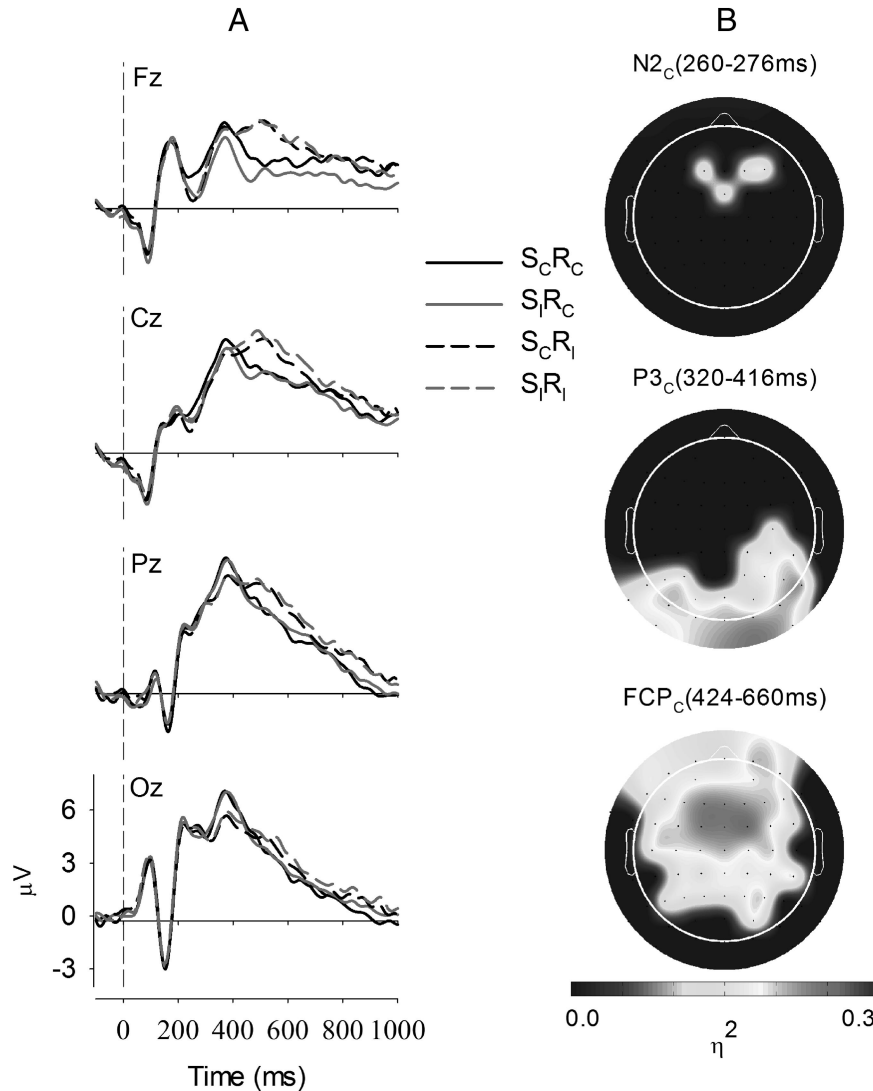 A
B
Fz
N2C(260-276ms)
SCRC
SIRC
SCRI
SIRI
Cz
P3C(320-416ms)
Pz
FCPC(424-660ms)
Oz
6
3
0
-3
μV
0 200 400 600 800 1000
Time (ms)
0.0 0.3
η2